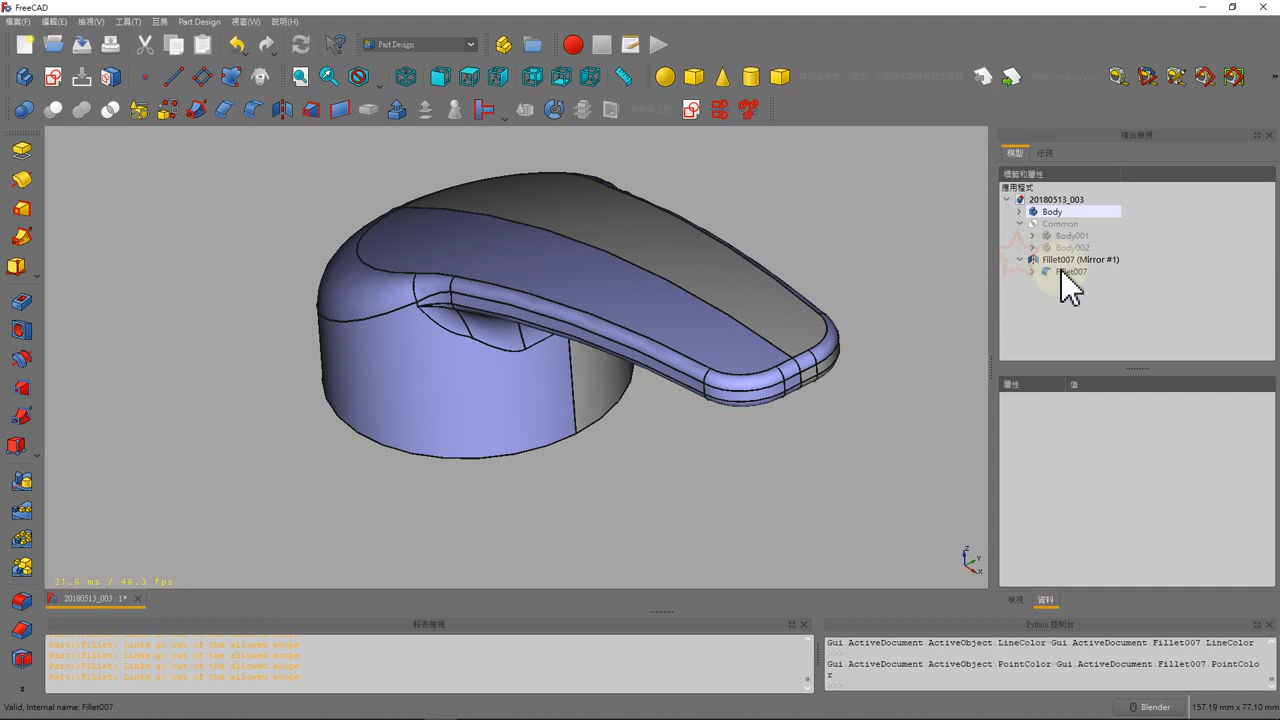 FreeCAD
檔案(F) 編輯(E) 檢視(V) 工具(T) 巨集 Part Design 視窗(W) 說明(H)
Part Design
複合檢視
模型 任務
標籤和屬性
應用程式
20180513_003
Body
Common
Body001
Body002
Fillet007 (Mirror #1)
屬性 值
Z
Y
X
21.6 ms / 46.3 fps
20180513_003 : 1*
檢視 資料
報表檢視
Part::Fillet: Links go out of the allowed scope
Part::Fillet: Links go out of the allowed scope
Part::Fillet: Links go out of the allowed scope
Python 控制台
Gui.ActiveDocument.ActiveObject.LineColor=Gui.ActiveDocument.Fillet007.LineColor
>>>
Gui.ActiveDocument.ActiveObject.PointColor=Gui.ActiveDocument.Fillet007.PointColo
r
>>>
Valid, Internal name: Fillet007
Blender
157.19 mm x 77.10 mm